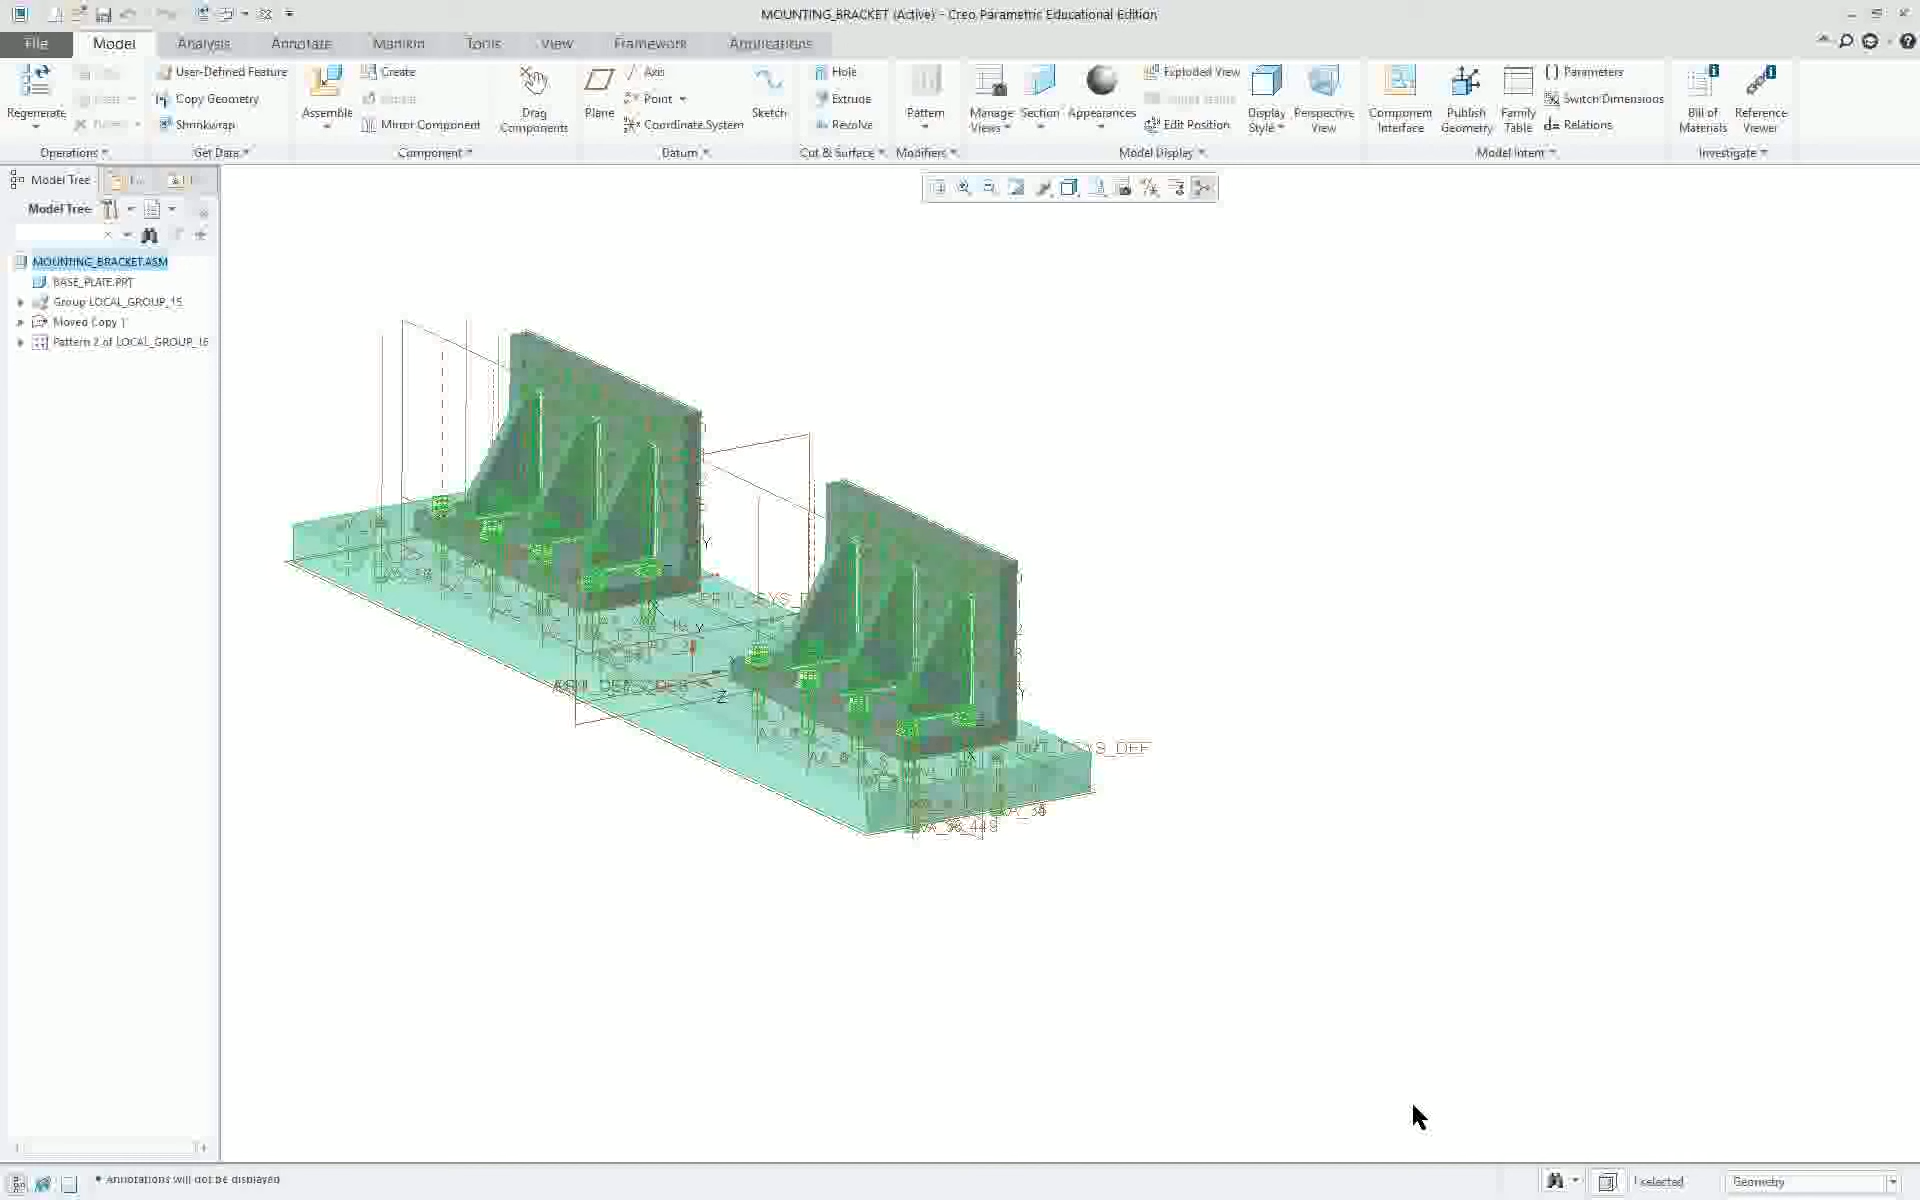 MOUNTING_BRACKET (Active) - Creo Parametric Educational Edition
File Model Analysis Annotate Manikin Tools View Framework Applications
Regenerate
Operations
User-Defined Feature
Copy Geometry
Shrinkwrap
Get Data
Assemble
Create
Mirror Component
Component
Drag
Components
Plane
Axis
Point
Coordinate System
Sketch
Datum
Hole
Extrude
Revolve
Cut & Surface
Pattern
Modifiers
Manage
Views
Section
Appearances
Exploded View
Edit Position
Display
Style
Perspective
View
Model Display
Component
Interface
Publish
Geometry
Family
Table
Parameters
Switch Dimensions
Relations
Model Intent
Bill of
Materials
Reference
Viewer
Investigate
Model Tree
Model Tree
MOUNTING_BRACKET.ASM
BASE_PLATE.PRT
Group LOCAL_GROUP_15
Moved Copy 1
Pattern 2 of LOCAL_GROUP_16
Y
Y
Z
Y
X
• Annotations will not be displayed
1 selected
Geometry